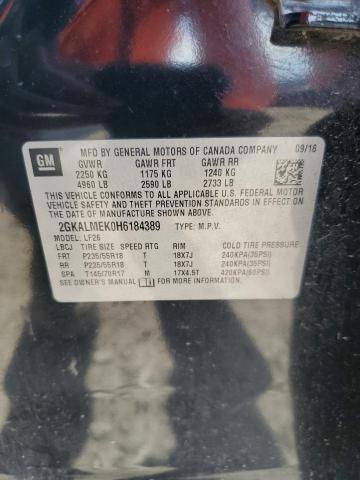 GM
MFD BY GENERAL MOTORS OF CANADA COMPANY 09/16
GVWR GAWR FRT GAWR RR
2250 KG 1175 KG 1240 KG
4960 LB 2590 LB 2733 LB
THIS VEHICLE CONFORMS TO ALL APPLICABLE U.S. FEDERAL MOTOR
VEHICLE SAFETY, BUMPER, AND THEFT PREVENTION
STANDARDS IN EFFECT ON THE DATE OF MANUFACTURE SHOWN ABOVE.
2GKALMEK0H6184389 TYPE: M.P.V.
MODEL: LF26
LBCJ TIRE SIZE SPEED RTG RIM COLD TIRE PRESSURE
FRT P235/55R18 T 18X7J 240KPA(35PSI)
RR P235/55R18 T 18X7J 240KPA(35PSI)
SPA T145/70R17 M 17X4.5T 420KPA(60PSI)
SEE OWNER'S MANUAL FOR MORE INFORMATION.